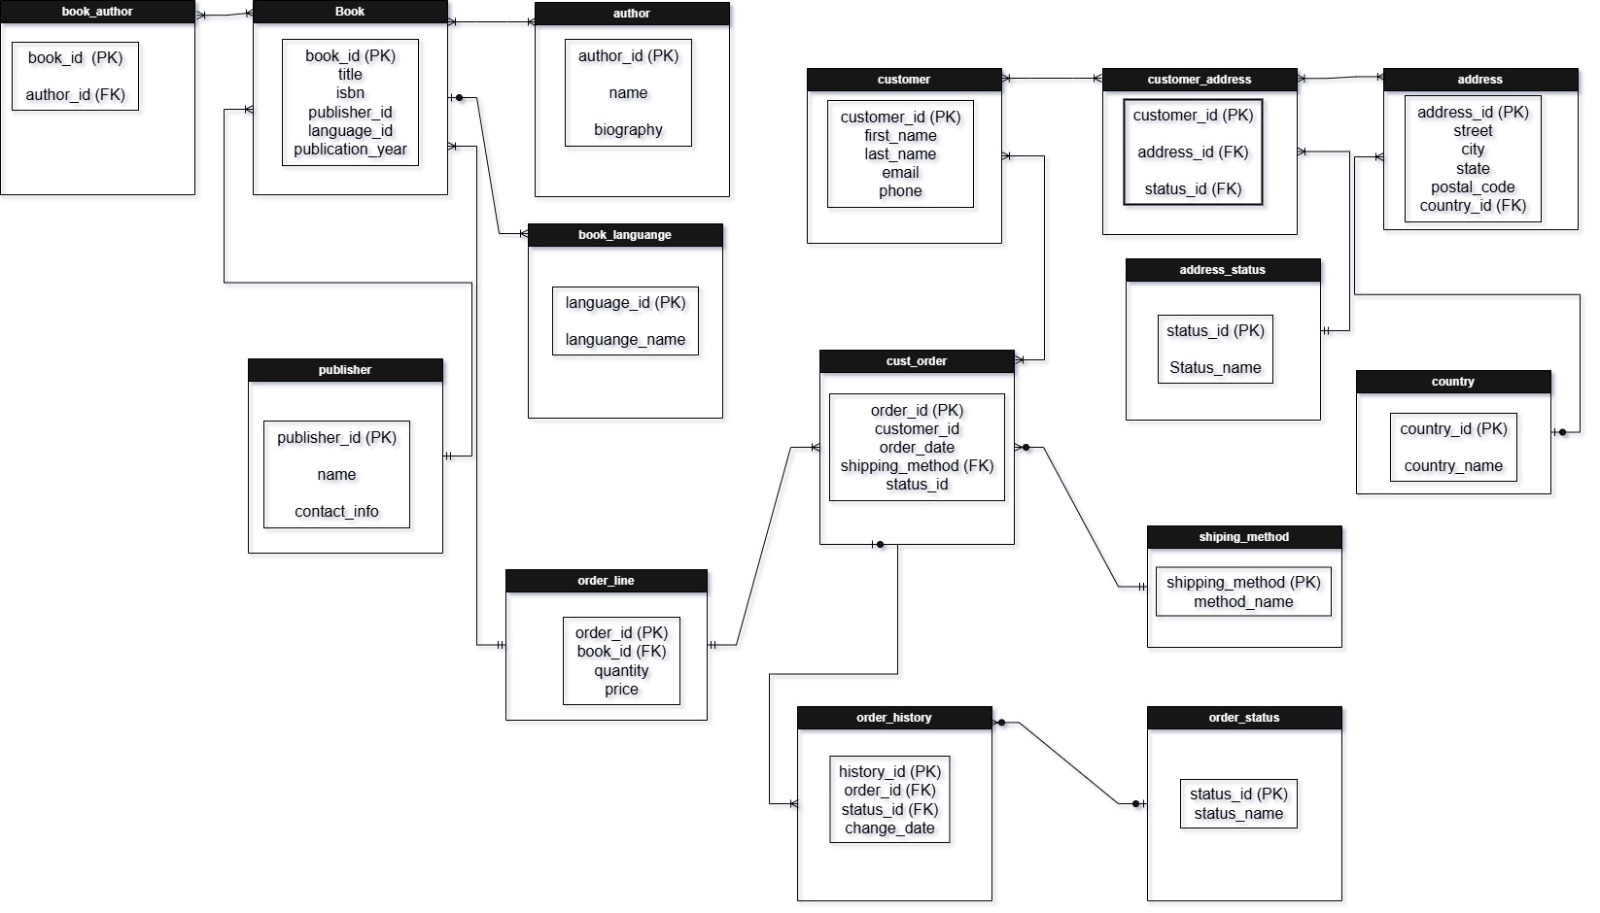 book_author
book_id (PK)
author_id (FK)
Book
book_id (PK)
title
isbn
publisher_id
language_id
publication_year
author
author_id (PK)
name
biography
customer
customer_id (PK)
first_name
last_name
email
phone
customer_address
customer_id (PK)
address_id (FK)
status_id (FK)
address
address_id (PK)
street
city
state
postal_code
country_id (FK)
book_languange
language_id (PK)
languange_name
address_status
status_id (PK)
Status_name
publisher
publisher_id (PK)
name
contact_info
cust_order
order_id (PK)
customer_id
order_date
shipping_method (FK)
status_id
country
country_id (PK)
country_name
shiping_method
shipping_method (PK)
method_name
order_line
order_id (PK)
book_id (FK)
quantity
price
order_history
history_id (PK)
order_id (FK)
status_id (FK)
change_date
order_status
status_id (PK)
status_name